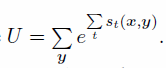 U = ∑_y e^{∑_t s_t(x,y)}.